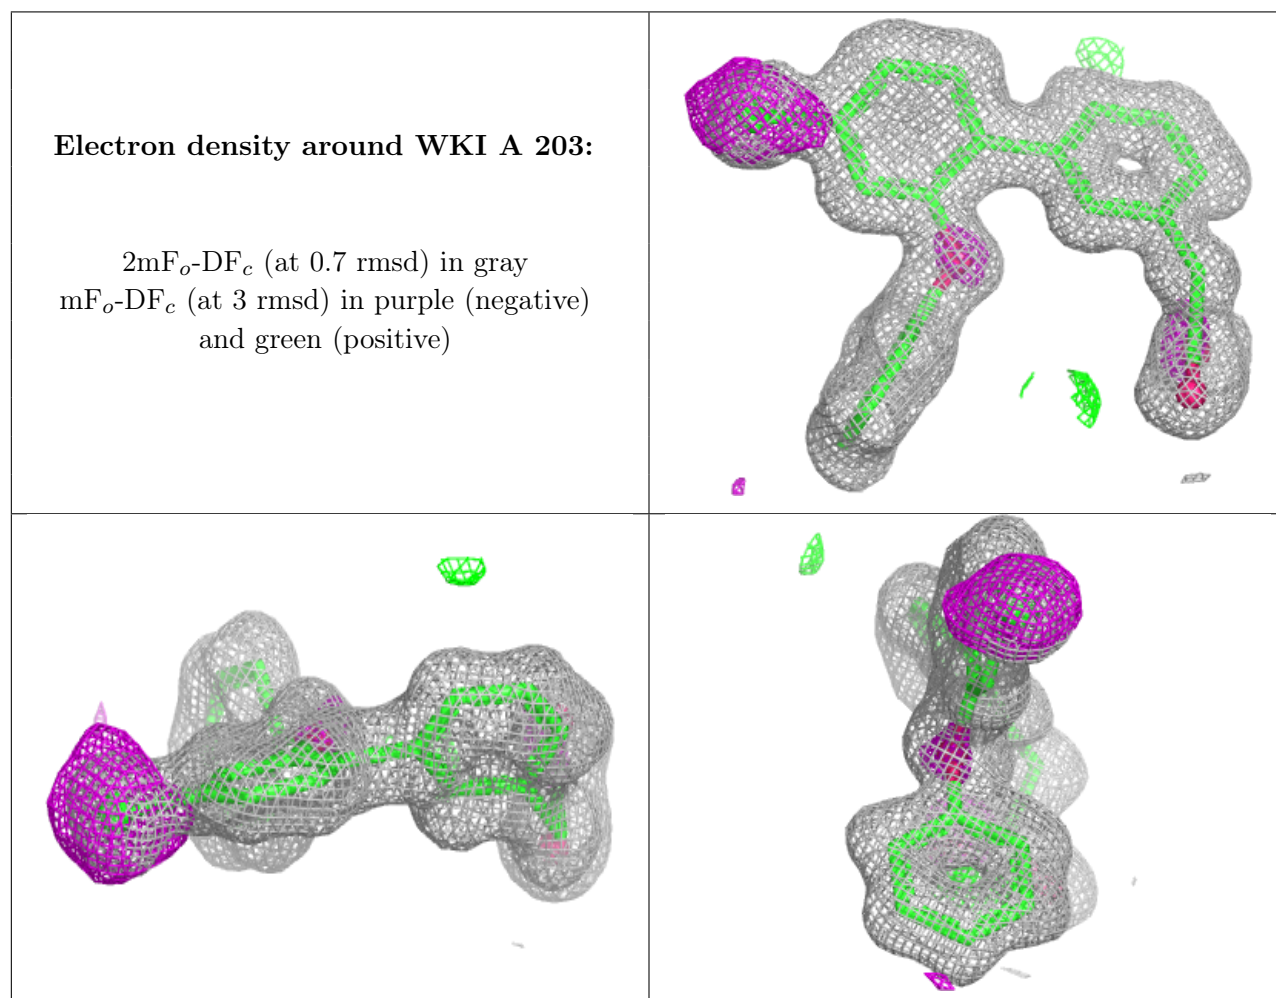 Electron density around WKI A 203:
2mFo-DFc (at 0.7 rmsd) in gray
mFo-DFc (at 3 rmsd) in purple (negative)
and green (positive)